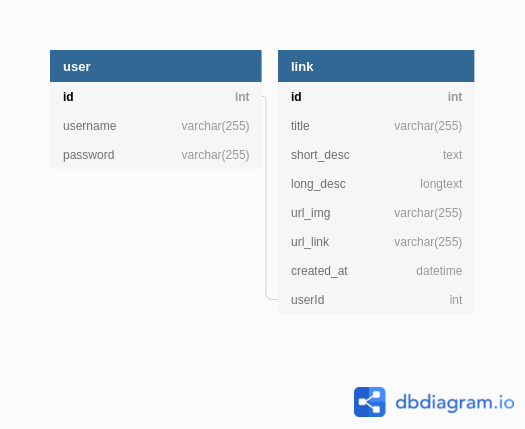 user
id int
username varchar(255)
password varchar(255)
link
id int
title varchar(255)
short_desc text
long_desc longtext
url_img varchar(255)
url_link varchar(255)
created_at datetime
userId int
dbdiagram.io